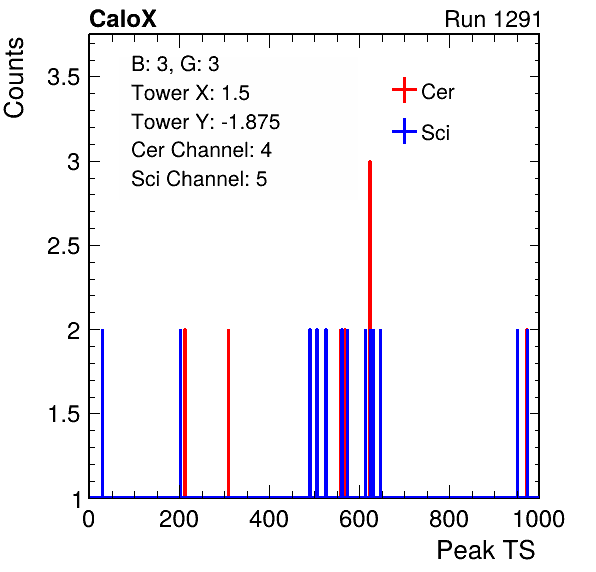 CaloX Run 1291
Counts
B: 3, G: 3
Tower X: 1.5
Tower Y: -1.875
Cer Channel: 4
Sci Channel: 5
Cer
Sci
3.5
3
2.5
2
1.5
1
0 200 400 600 800 1000
Peak TS